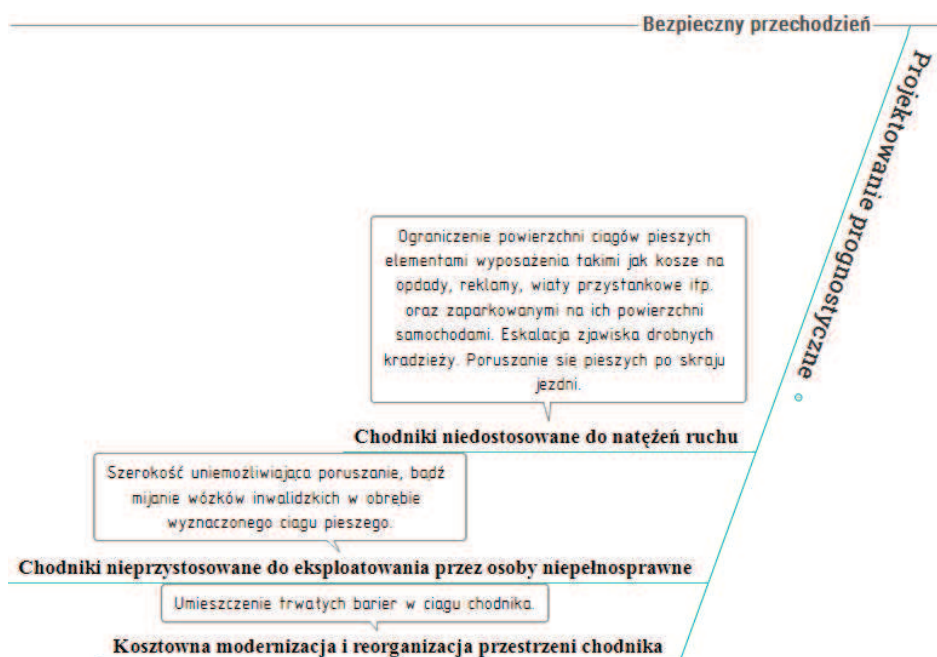 Bezpieczny przechodzień
Projektowanie prognostyczne
Ograniczenie powierzchni ciągów pieszych
elementami wyposażenia takimi jak kosze na
opdady, reklamy, wiaty przystankowe itp.
oraz zaparkowanymi na ich powierzchni
samochodami. Eskalacja zjawiska drobnych
kradzieży. Poruszanie się pieszych po skraju
jezdni.
Chodniki niedostosowane do natężeń ruchu
Szerokość uniemożliwiająca poruszanie, bądź
mijanie wózków inwalidzkich w obrębie
wyznaczonego ciągu pieszego.
Chodniki nieprzystosowane do eksploatowania przez osoby niepełnosprawne
Umieszczenie trwałych barier w ciągu chodnika.
Kosztowna modernizacja i reorganizacja przestrzeni chodnika